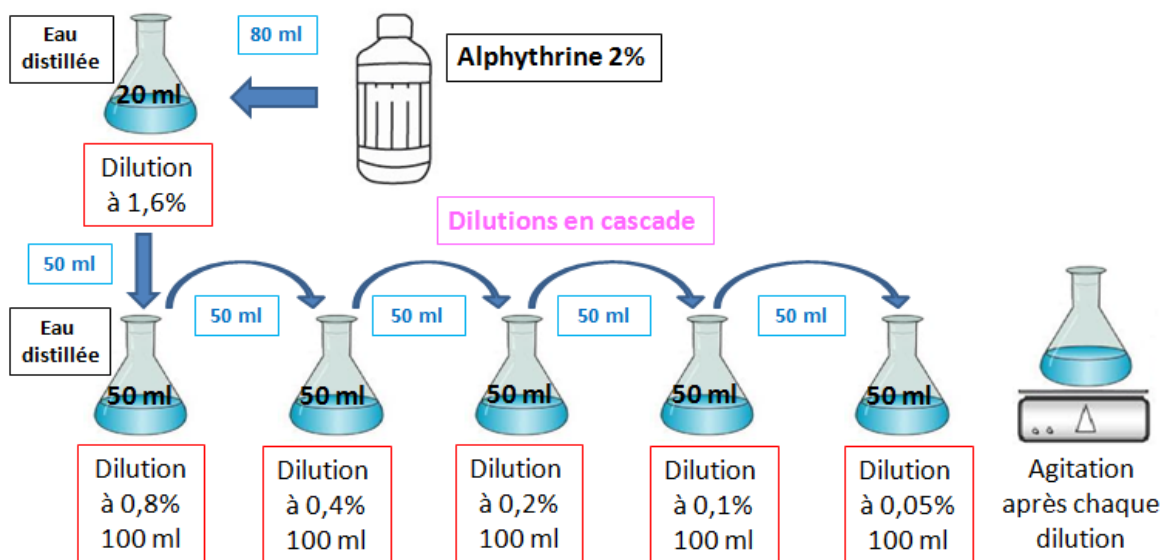 Eau
distillée
80 ml
Alphythrine 2%
20 ml
Dilution
à 1,6%
Dilutions en cascade
50 ml
50 ml
50 ml
50 ml
50 ml
Eau
distillée
50 ml
50 ml
50 ml
50 ml
50 ml
Dilution
à 0,8%
100 ml
Dilution
à 0,4%
100 ml
Dilution
à 0,2%
100 ml
Dilution
à 0,1%
100 ml
Dilution
à 0,05%
100 ml
Agitation
après chaque
dilution